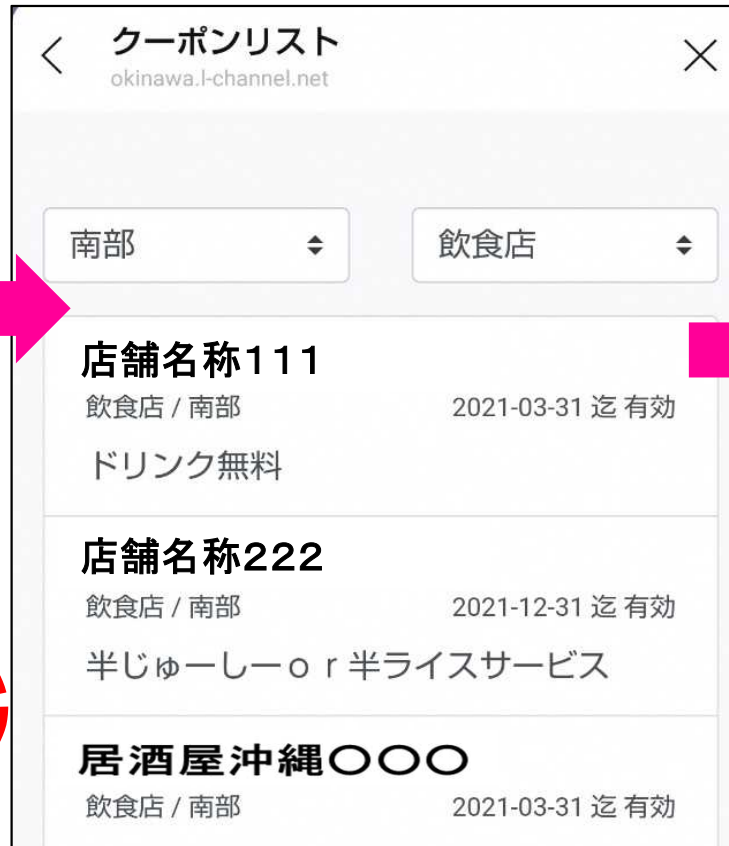 クーポンリスト
okinawa.l-channel.net
南部 飲食店
店舗名称111
飲食店 / 南部 2021-03-31 迄 有効
ドリンク無料
店舗名称222
飲食店 / 南部 2021-12-31 迄 有効
半じゅーしーｏｒ半ライスサービス
居酒屋沖縄〇〇〇
飲食店 / 南部 2021-03-31 迄 有効